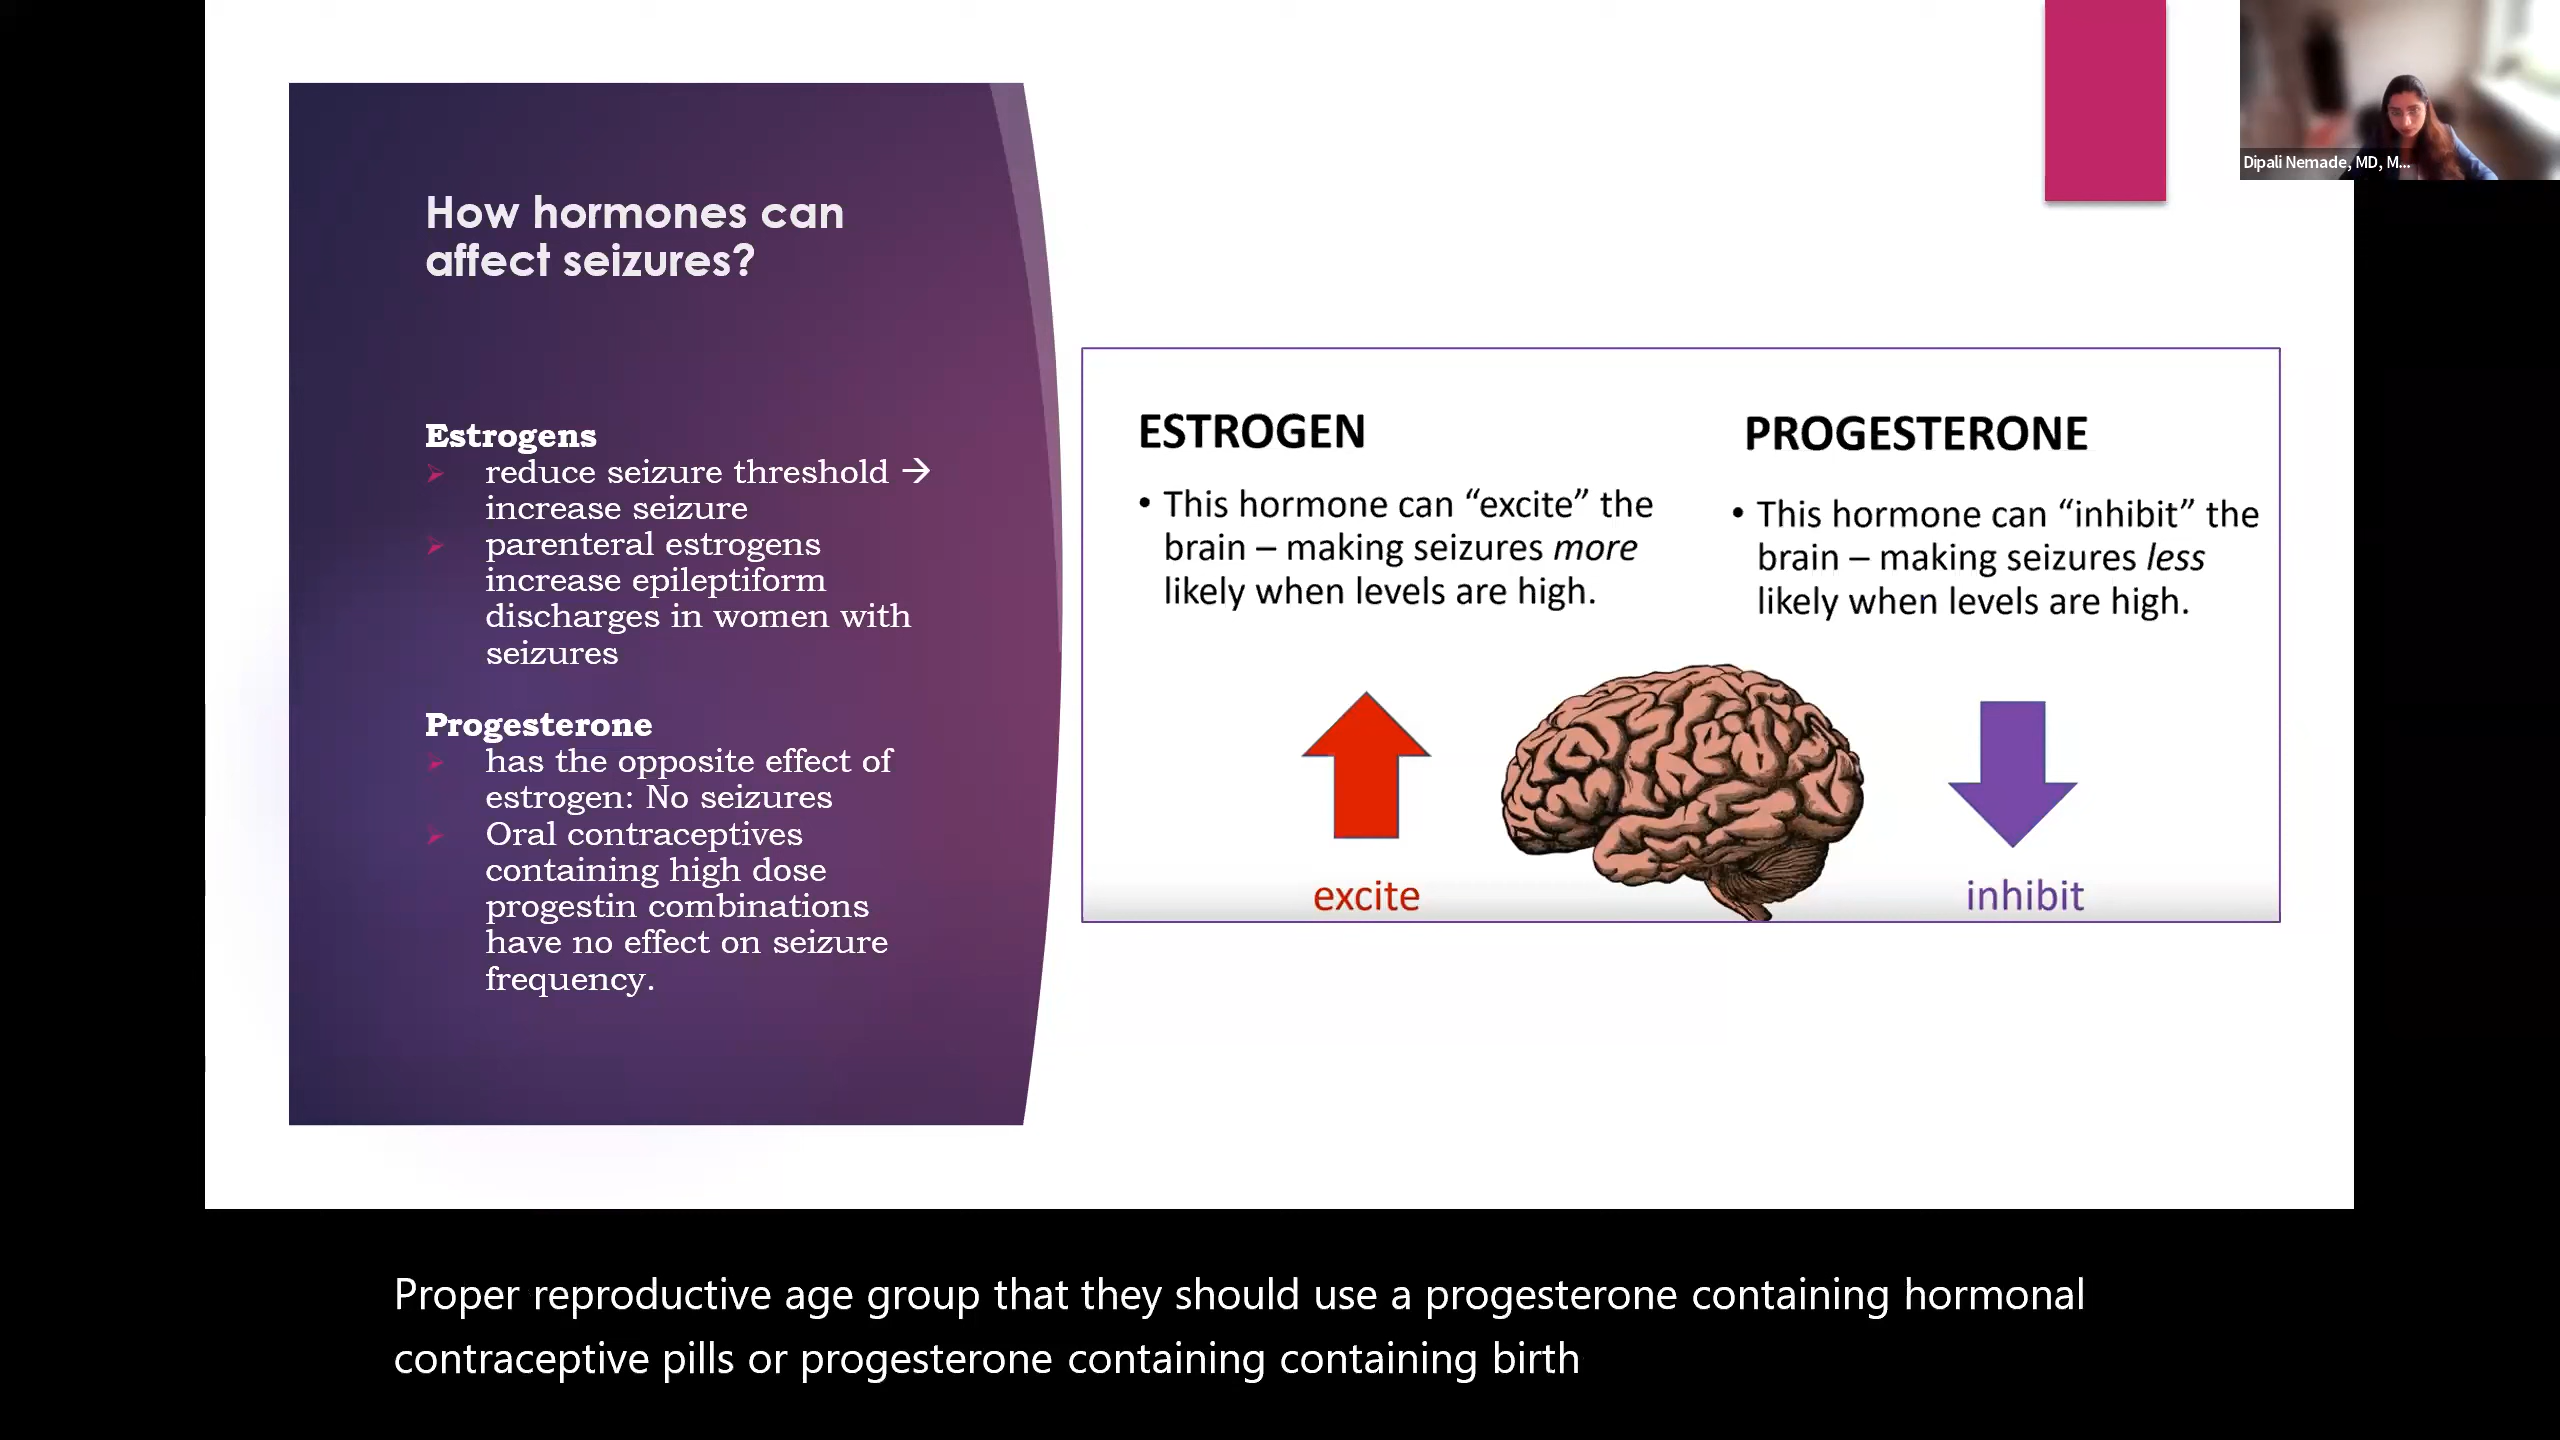 How hormones can
affect seizures?
Estrogens
reduce seizure threshold →
increase seizure
parenteral estrogens
increase epileptiform
discharges in women with
seizures
Progesterone
has the opposite effect of
estrogen: No seizures
Oral contraceptives
containing high dose
progestin combinations
have no effect on seizure
frequency.
ESTROGEN
• This hormone can “excite” the
brain – making seizures more
likely when levels are high.
excite
PROGESTERONE
• This hormone can “inhibit” the
brain – making seizures less
likely when levels are high.
inhibit
Dipali Nemade, MD, M...
Proper reproductive age group that they should use a progesterone containing hormonal
contraceptive pills or progesterone containing containing birth